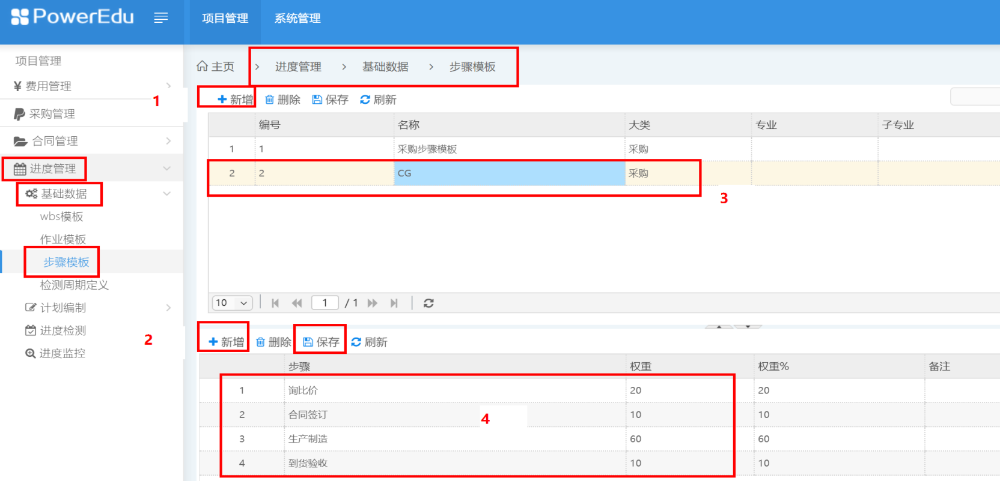 PowerEdu
项目管理 系统管理
项目管理
¥ 费用管理
采购管理
合同管理
进度管理
基础数据
wbs模板
作业模板
步骤模板
检测周期定义
计划编制
进度检测
进度监控
1
2
主页 > 进度管理 > 基础数据 > 步骤模板
新增 删除 保存 刷新
编号 名称 大类 专业 子专业
1 1 采购步骤模板 采购
2 2 CG 采购
3
10 1 / 1
新增 删除 保存 刷新
步骤 权重 权重% 备注
1 询比价 20 20
2 合同签订 10 10
4
3 生产制造 60 60
4 到货验收 10 10